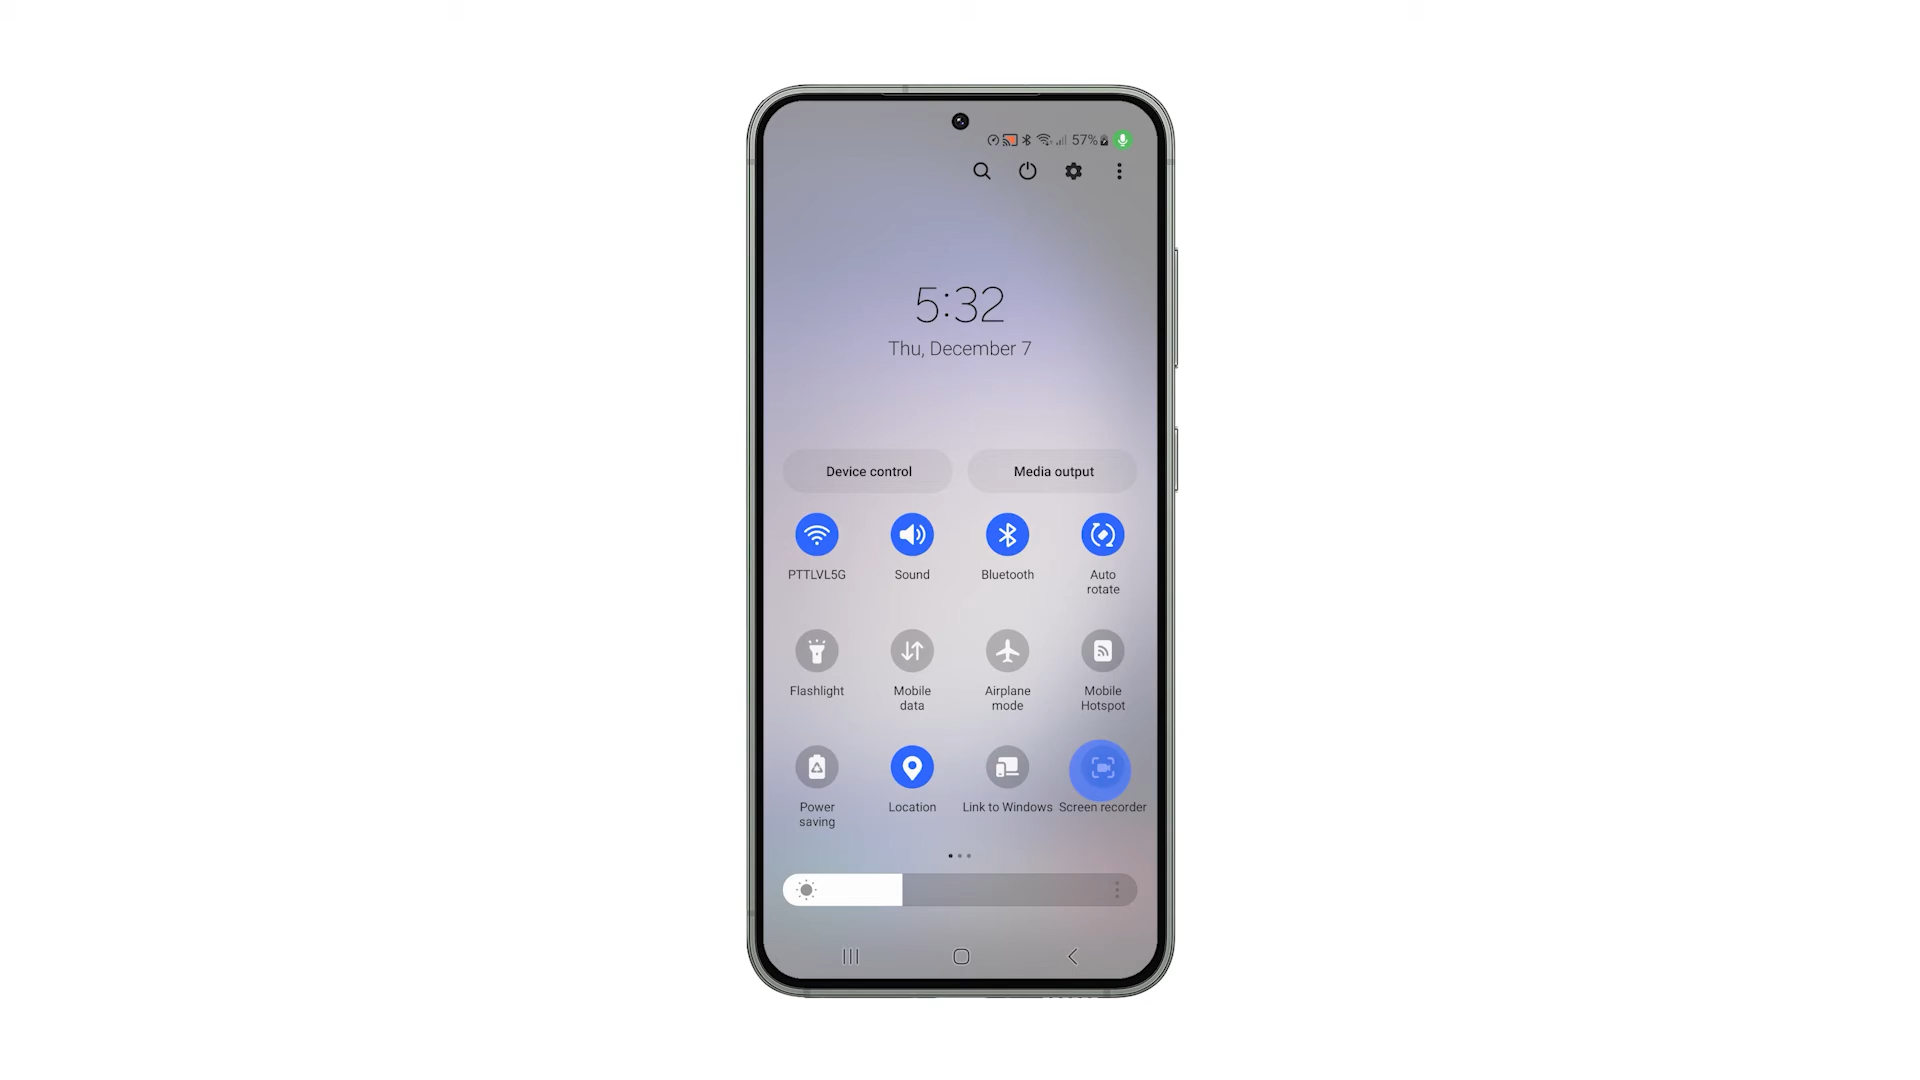 57%
5:32
Thu, December 7
Device control
Media output
PTTLVL5G
Sound
Bluetooth
Auto
rotate
Flashlight
Mobile
data
Airplane
mode
Mobile
Hotspot
Power
saving
Location
Link to Windows
Screen recorder